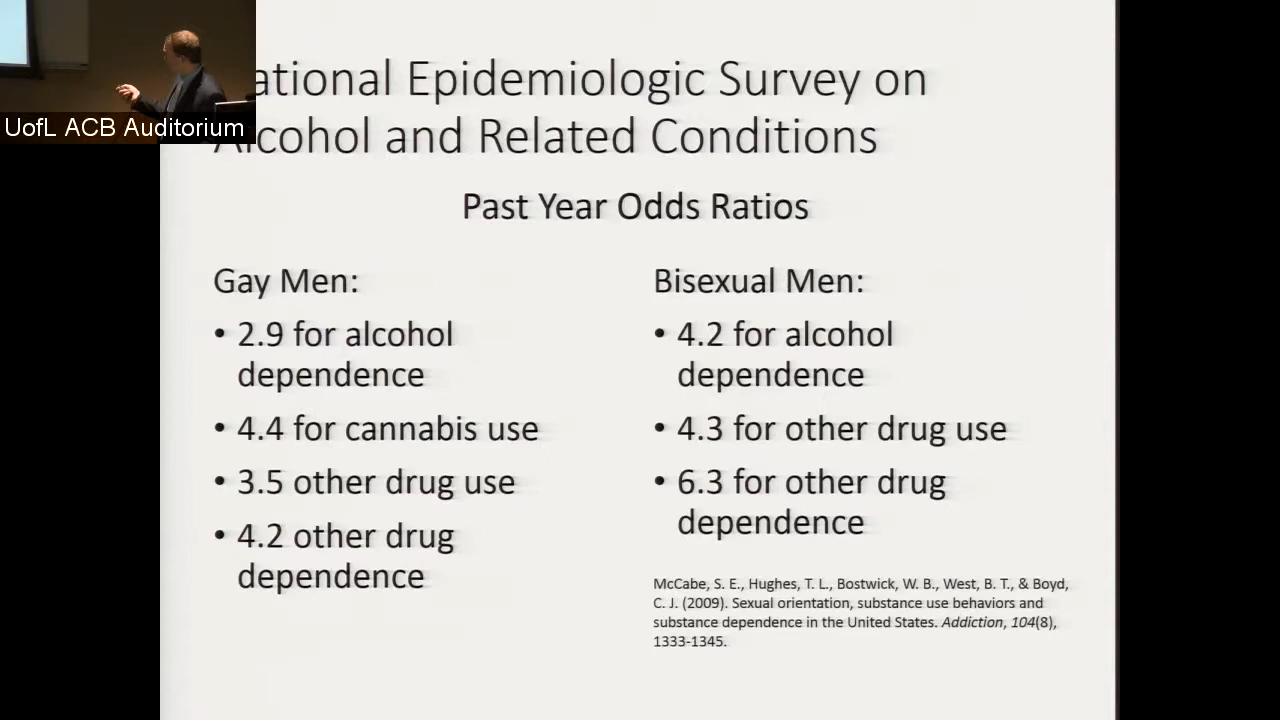 UofL ACB Auditorium
ational Epidemiologic Survey on
Alcohol and Related Conditions
Past Year Odds Ratios
Gay Men:
• 2.9 for alcohol
dependence
• 4.4 for cannabis use
• 3.5 other drug use
• 4.2 other drug
dependence
Bisexual Men:
• 4.2 for alcohol
dependence
• 4.3 for other drug use
• 6.3 for other drug
dependence
McCabe, S. E., Hughes, T. L., Bostwick, W. B., West, B. T., & Boyd,
C. J. (2009). Sexual orientation, substance use behaviors and
substance dependence in the United States. Addiction, 104(8),
1333-1345.